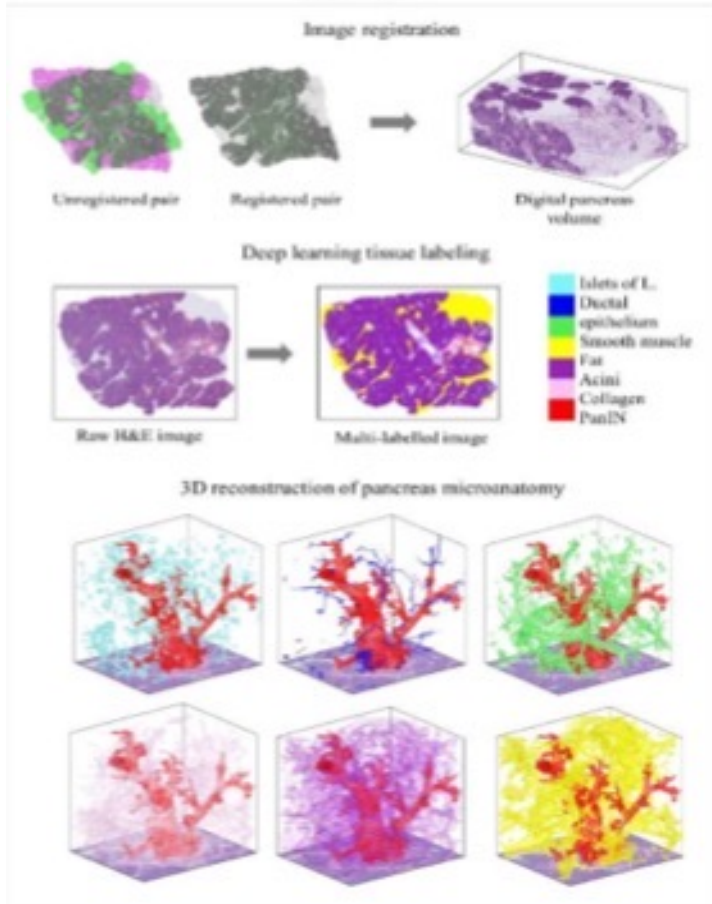 Image registration
Unregistered pair
Registered pair
Digital pancreas
volume
Deep learning tissue labeling
Islets of L.
Ductal
epithelium
Smooth muscle
Fat
Acini
Collagen
PanIN
Raw H&E image
Multi-labelled image
3D reconstruction of pancreas microanatomy